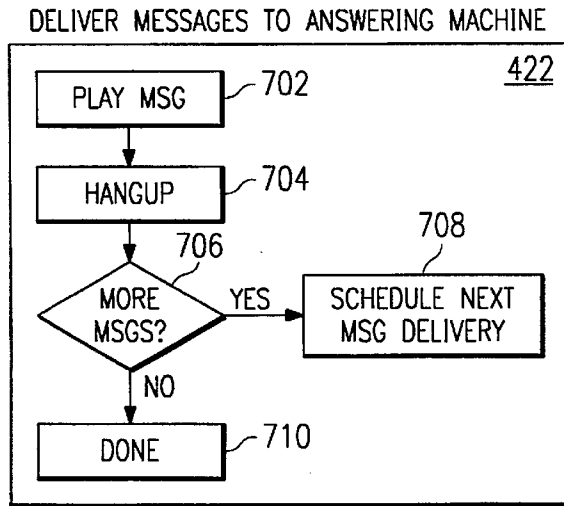 DELIVER MESSAGES TO ANSWERING MACHINE
422
PLAY MSG
702
HANGUP
704
706
MORE
MSGS?
YES
708
SCHEDULE NEXT
MSG DELIVERY
NO
DONE
710